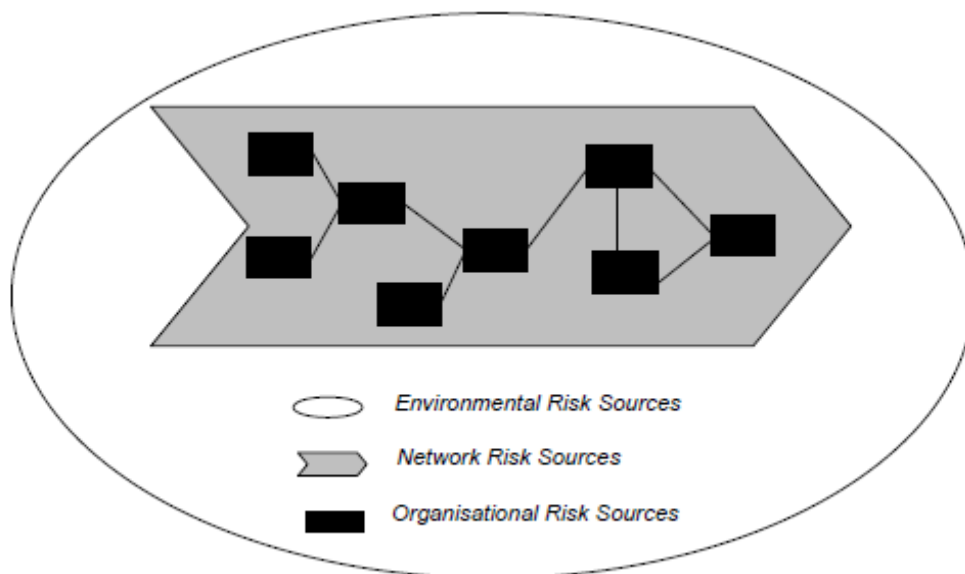 Environmental Risk Sources
Network Risk Sources
Organisational Risk Sources